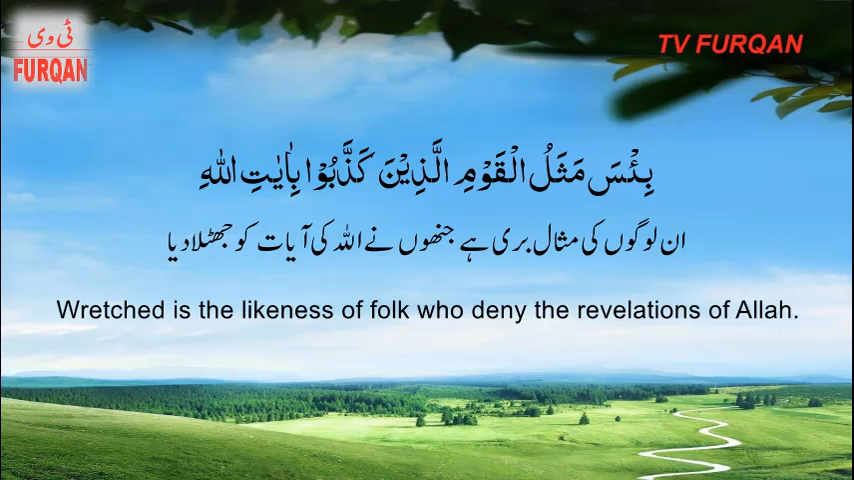 ٹی وی
FURQAN
TV FURQAN
بِئْسَ مَثَلُ الْقَوْمِ الَّذِیْنَ كَذَّبُوْا بِاٰیٰتِ اللّٰهِ
ان لوگوں کی مثال بری ہے جنھوں نے اللہ کی آیات کو جھٹلا دیا
Wretched is the likeness of folk who deny the revelations of Allah.